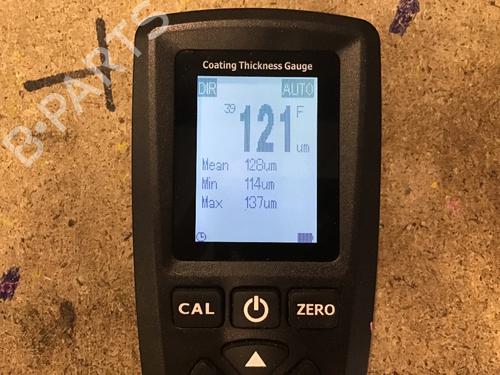 B-PARTS
Coating Thickness Gauge
DIR AUTO
39 121 F
um
Mean 128um
Min 114um
Max 137um
CAL ZERO